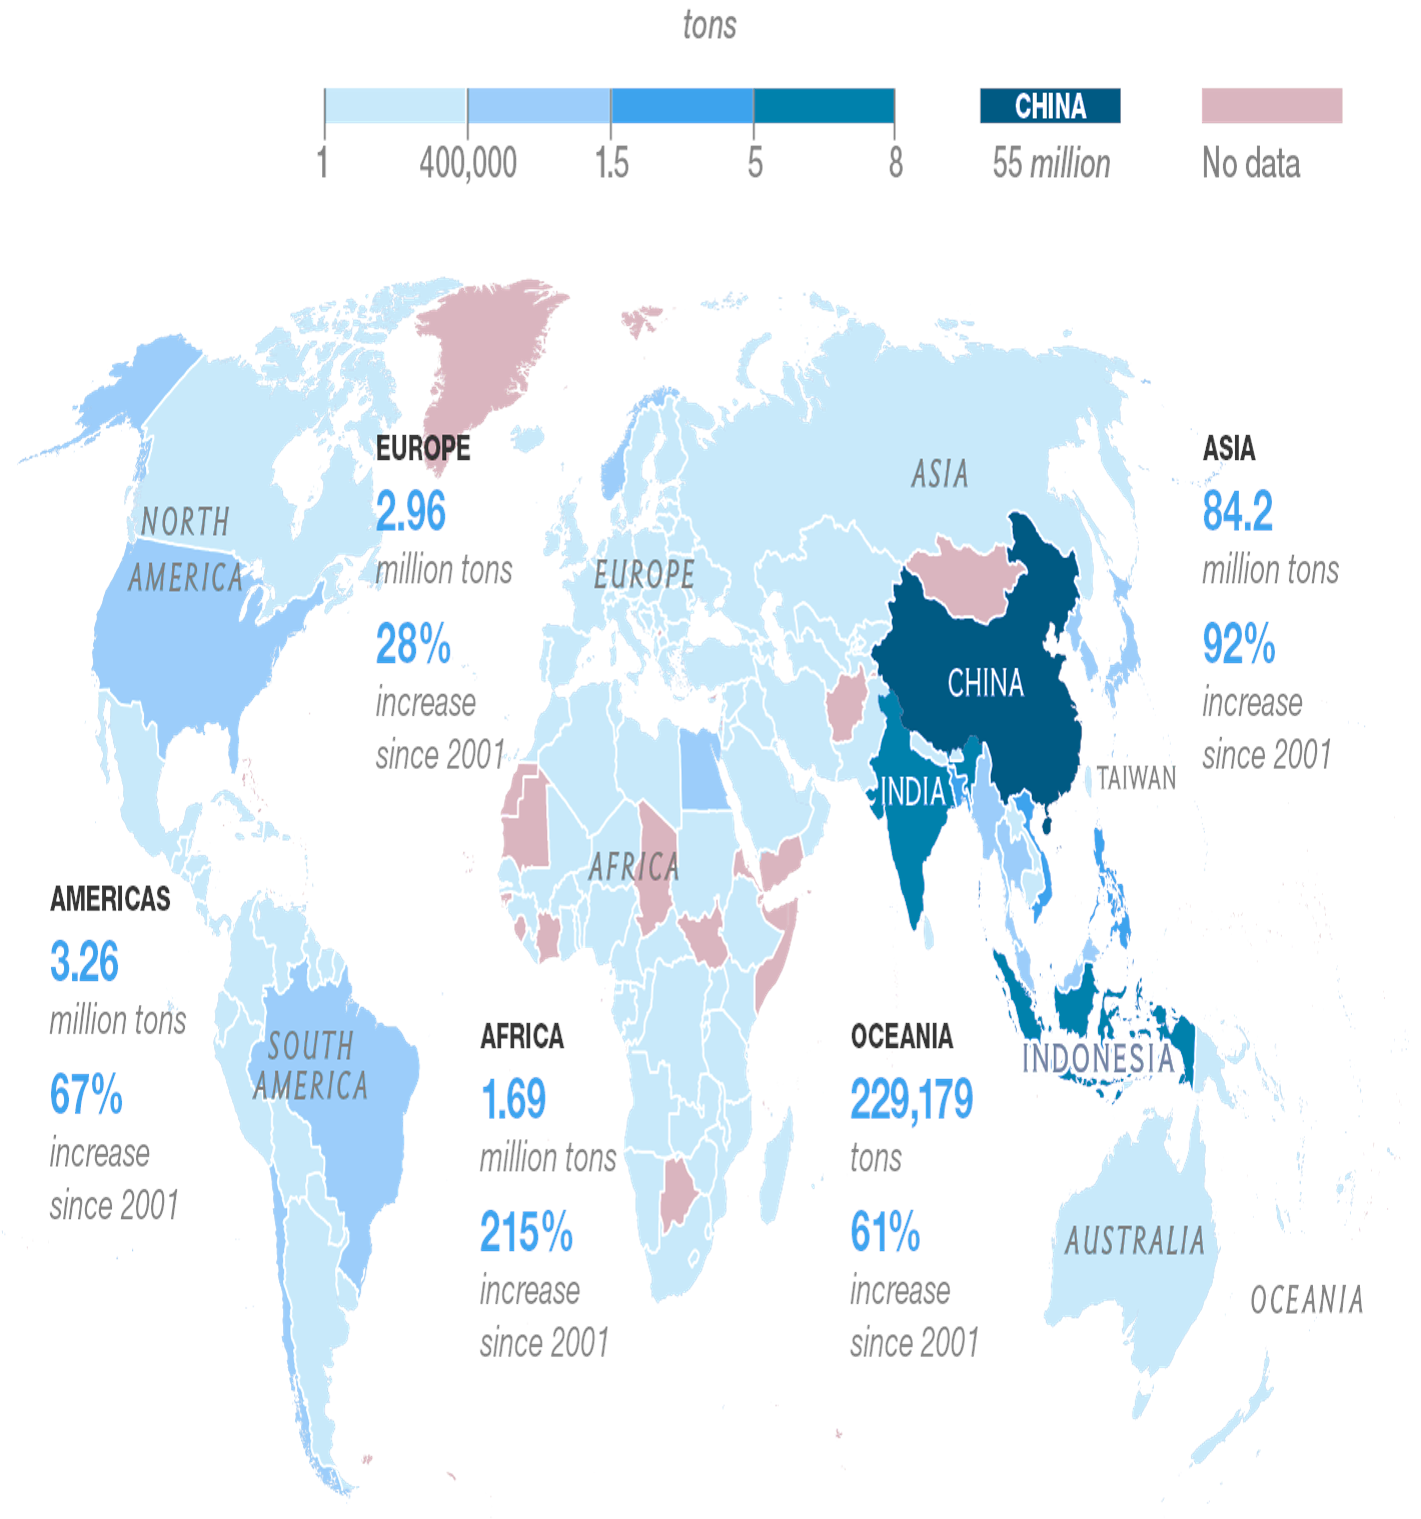 tons
CHINA
1
400,000
1.5
5
8
55 million
No data
EUROPE
2.96
million tons
28%
increase
since 2001
ASIA
84.2
million tons
92%
increase
since 2001
ASIA
NORTH
AMERICA
EUROPE
CHINA
INDIA
TAIWAN
AFRICA
AMERICAS
3.26
million tons
67%
increase
since 2001
SOUTH
AMERICA
AFRICA
1.69
million tons
215%
increase
since 2001
OCEANIA
229,179
tons
61%
increase
since 2001
INDONESIA
AUSTRALIA
OCEANIA